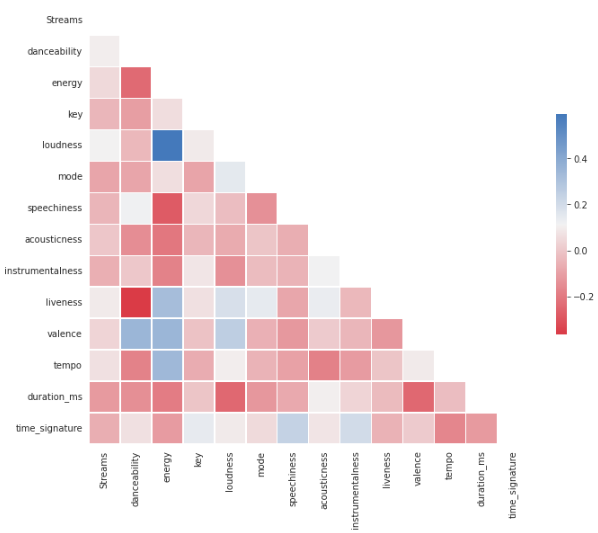 Streams
danceability
energy
key
loudness
mode
speechiness
acousticness
instrumentalness
liveness
valence
tempo
duration_ms
time_signature
Streams
danceability
energy
key
loudness
mode
speechiness
acousticness
instrumentalness
liveness
valence
tempo
duration_ms
time_signature
0.4
0.2
0.0
−0.2